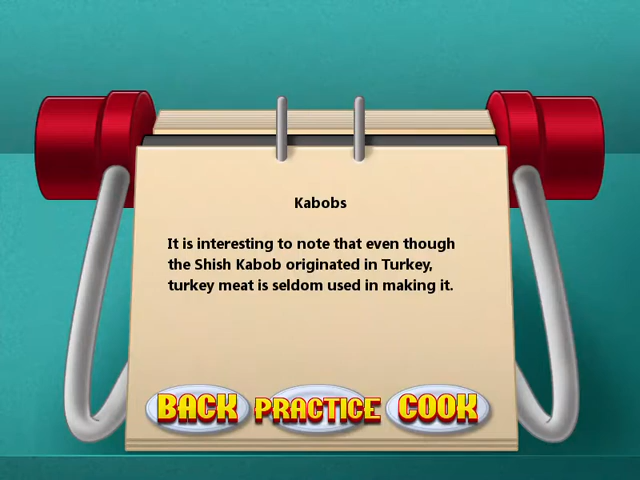 Kabobs
It is interesting to note that even though
the Shish Kabob originated in Turkey,
turkey meat is seldom used in making it.
BACK PRACTICE COOK